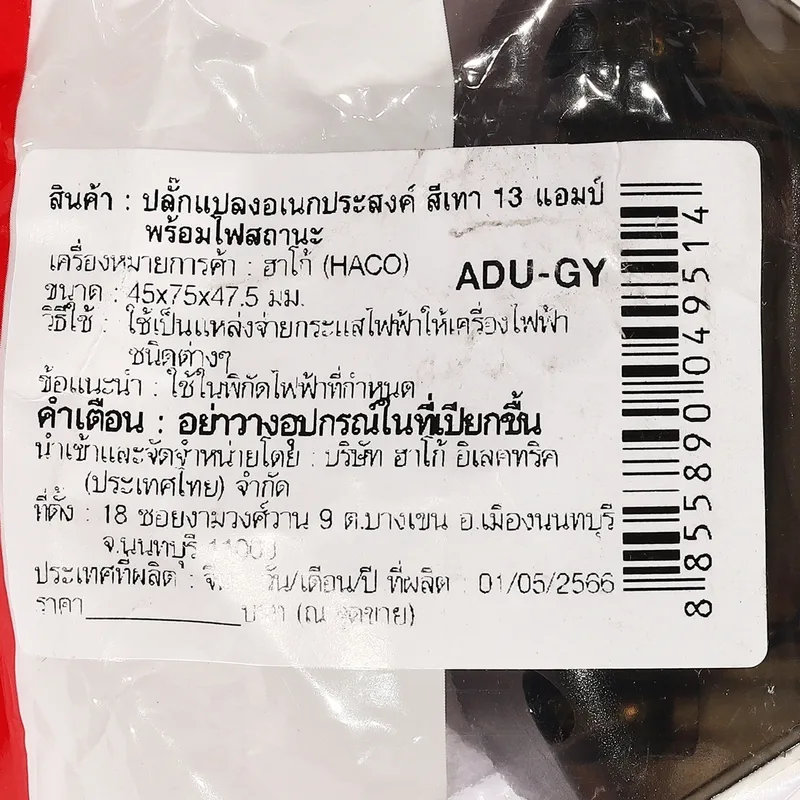 สินค้า : ปลั๊กแปลงอเนกประสงค์ สีเทา 13 แอมป์
พร้อมไฟสถานะ
เครื่องหมายการค้า : ฮาโก้ (HACO)
ADU-GY
ขนาด : 45x75x47.5 มม.
วิธีใช้ : ใช้เป็นแหล่งจ่ายกระแสไฟฟ้าให้เครื่องไฟฟ้า
ชนิดต่างๆ
ข้อแนะนำ : ใช้ในพิกัดไฟฟ้าที่กำหนด
คำเตือน : อย่าวางอุปกรณ์ในที่เปียกชื้น
นำเข้าและจัดจำหน่ายโดย : บริษัท ฮาโก้ อิเลคทริค
(ประเทศไทย) จำกัด
ที่ตั้ง : 18 ซอยงามวงศ์วาน 9 ต.บางเขน อ.เมืองนนทบุรี
จ.นนทบุรี 11000
ประเทศที่ผลิต : วัน/เดือน/ปี ที่ผลิต : 01/05/2566
ราคา____________บาท (ณ จุดขาย)
8855890049514